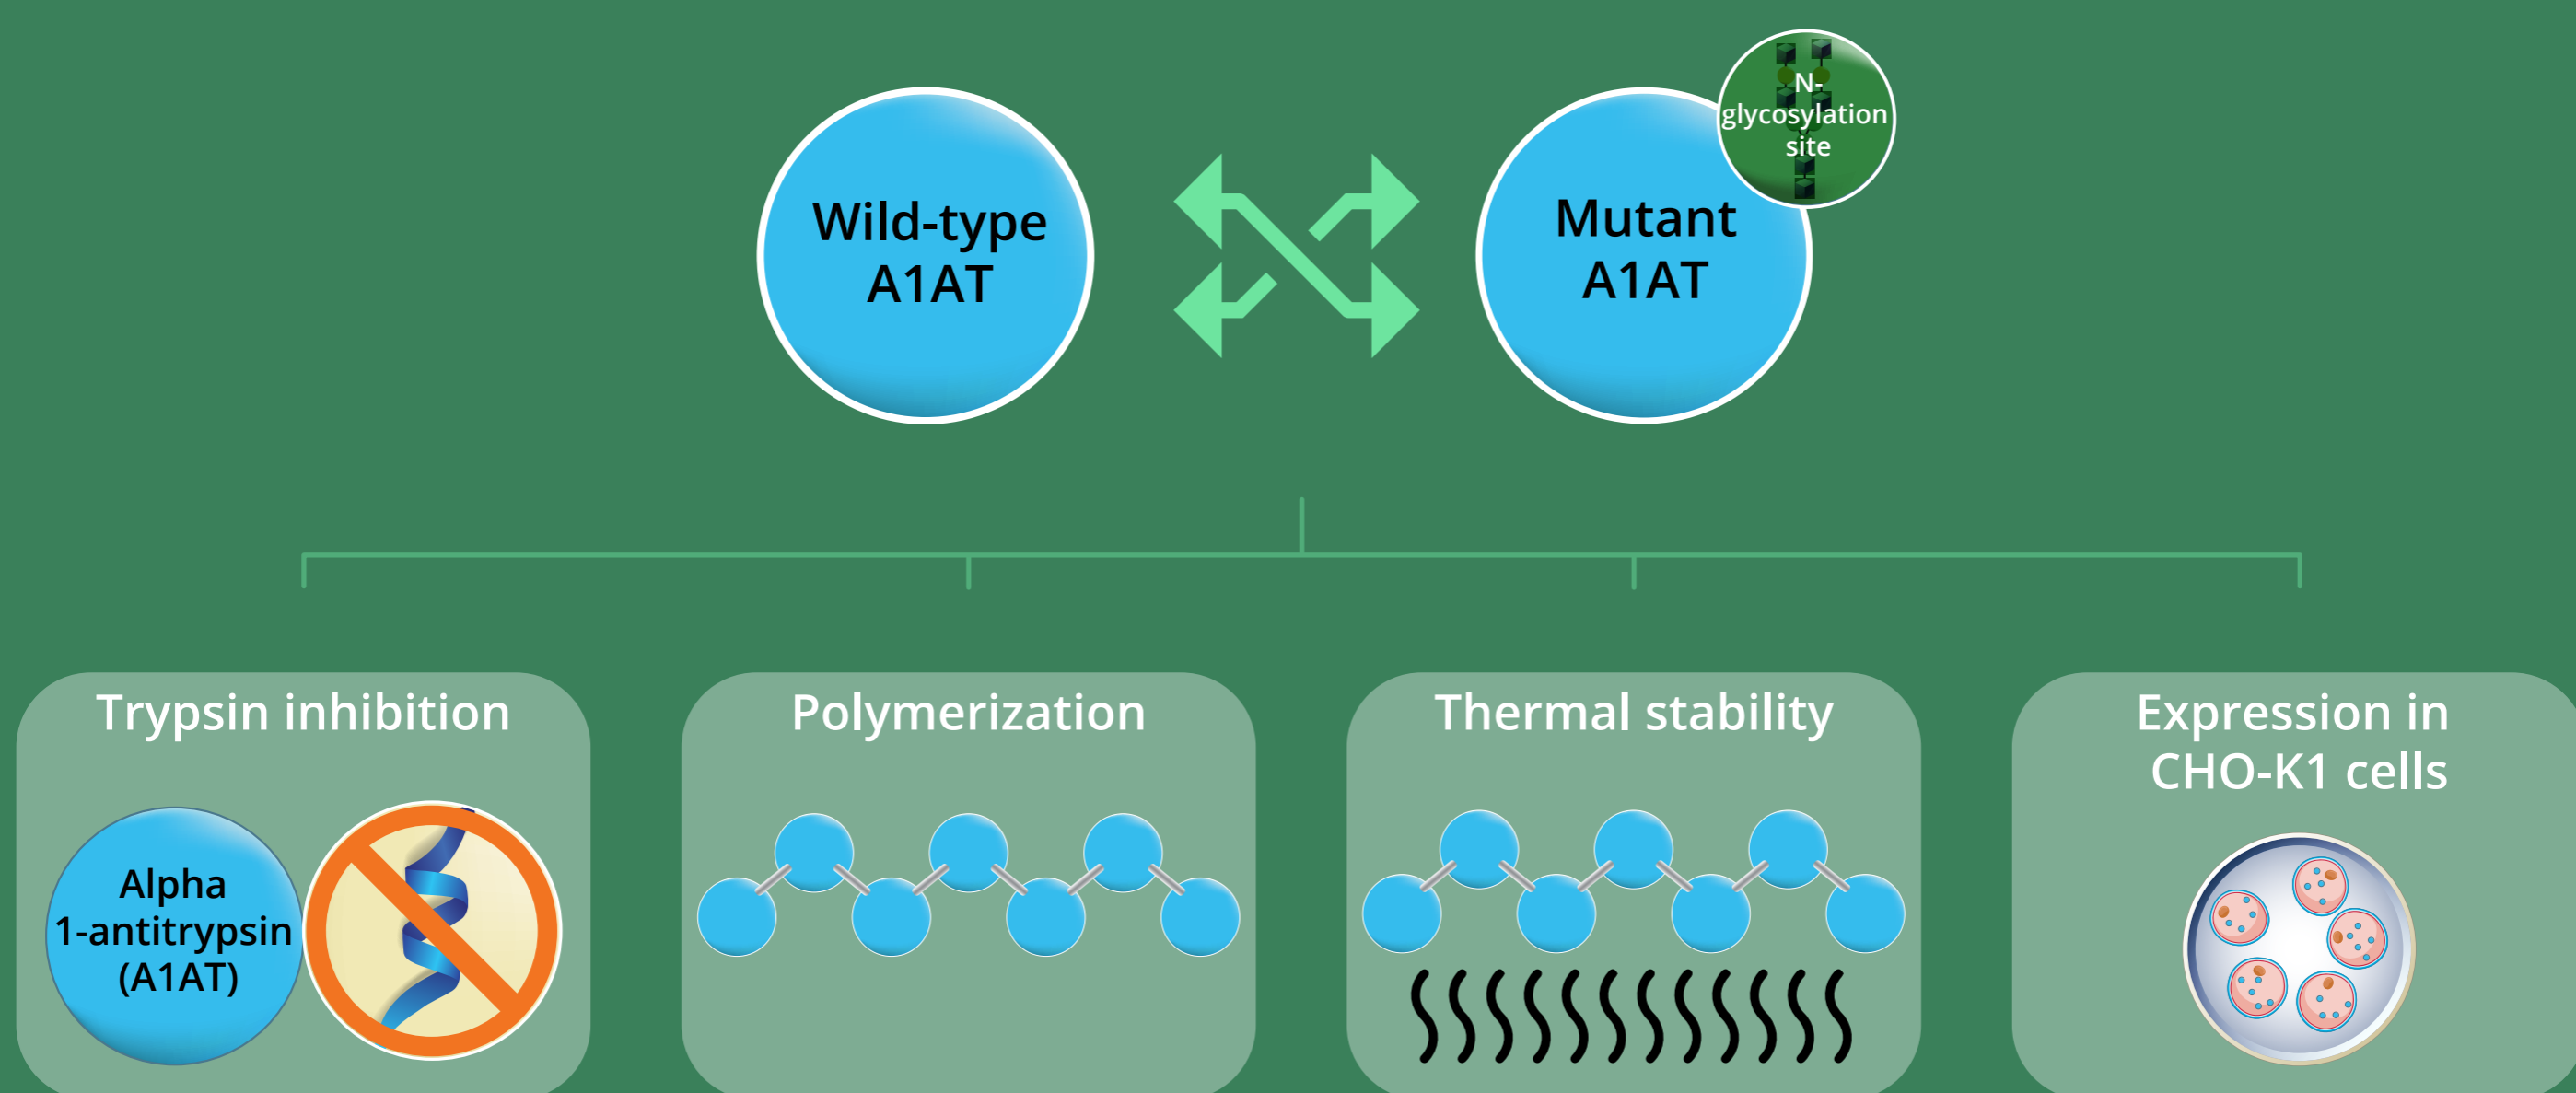 Wild-type
A1AT
Mutant
A1AT
N-
glycosylation
site
Trypsin inhibition
Alpha
1-antitrypsin
(A1AT)
Polymerization
Thermal stability
Expression in
CHO-K1 cells